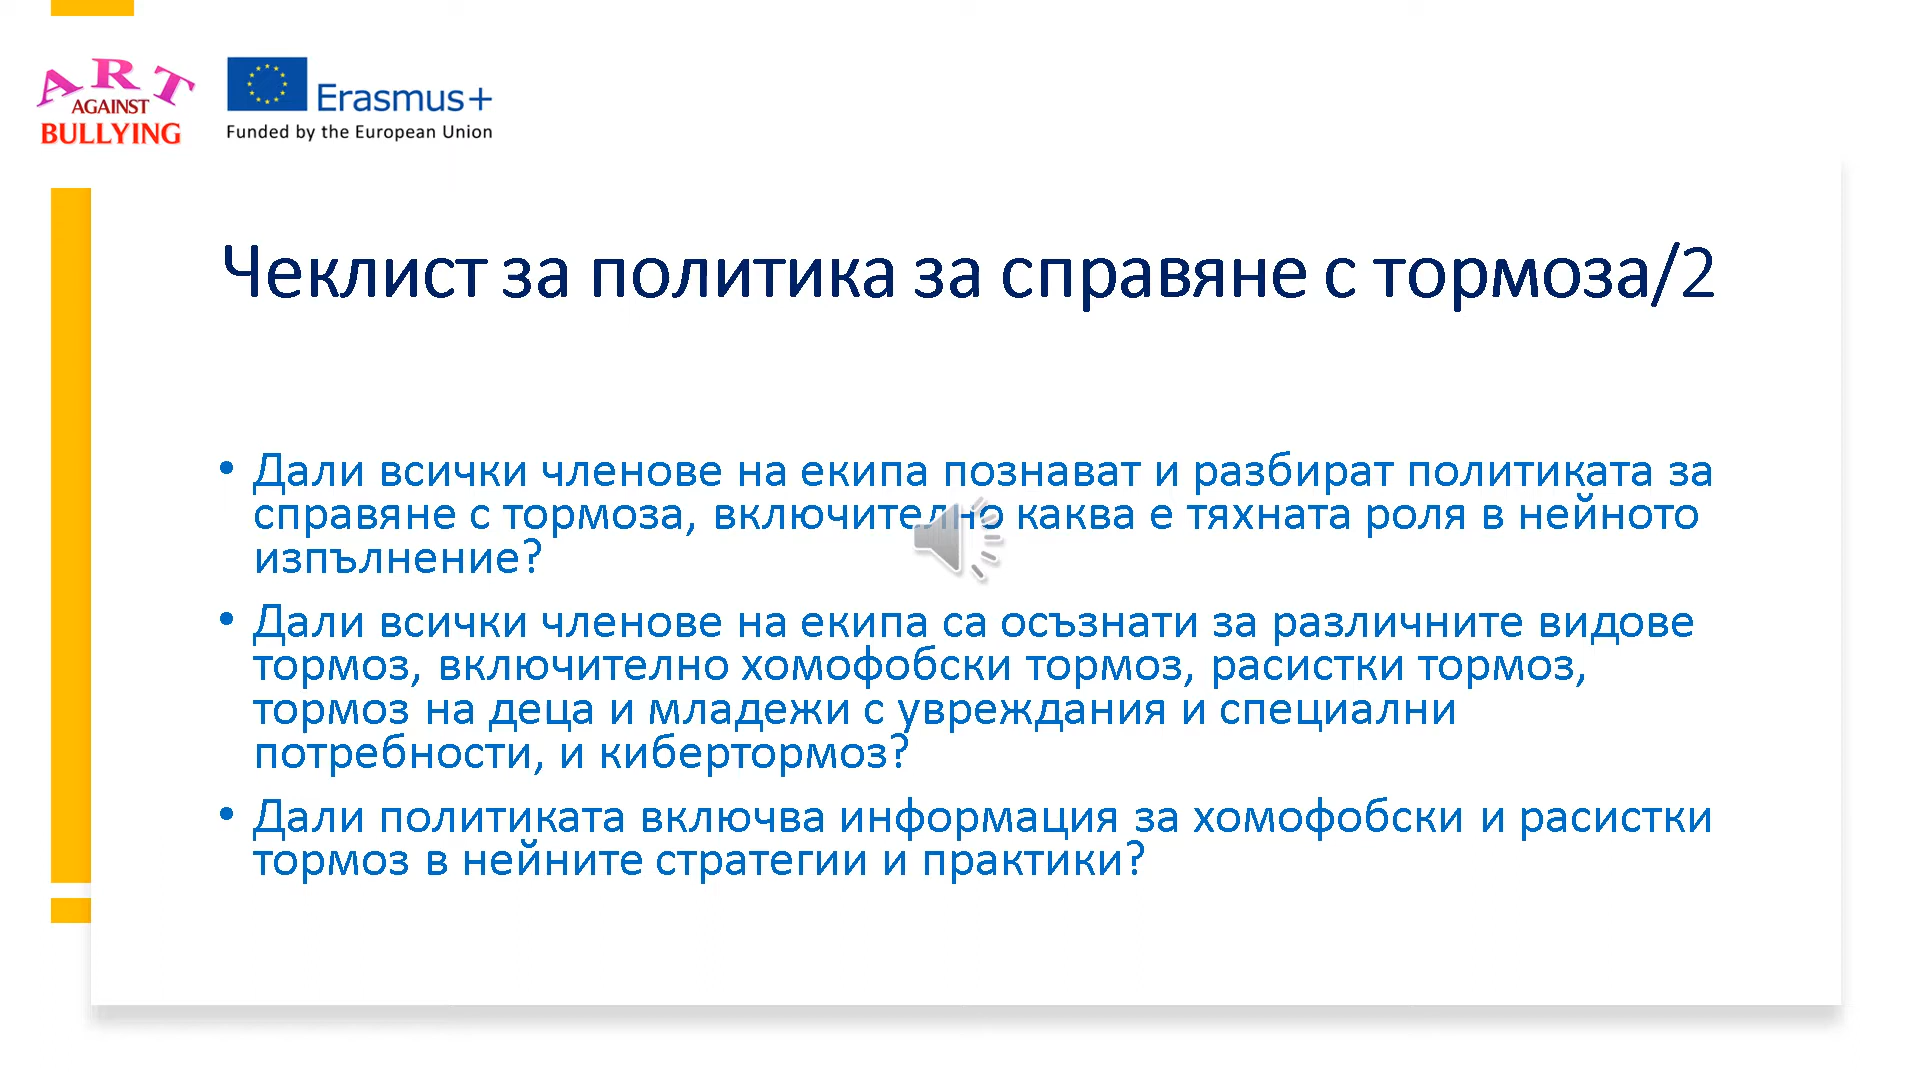 ART
AGAINST
BULLYING
Erasmus+
Funded by the European Union
Чеклист за политика за справяне с тормоза/2
• Дали всички членове на екипа познават и разбират политиката за
справяне с тормоза, включително каква е тяхната роля в нейното
изпълнение?
• Дали всички членове на екипа са осъзнати за различните видове
тормоз, включително хомофобски тормоз, расистки тормоз,
тормоз на деца и младежи с увреждания и специални
потребности, и кибертормоз?
• Дали политиката включва информация за хомофобски и расистки
тормоз в нейните стратегии и практики?